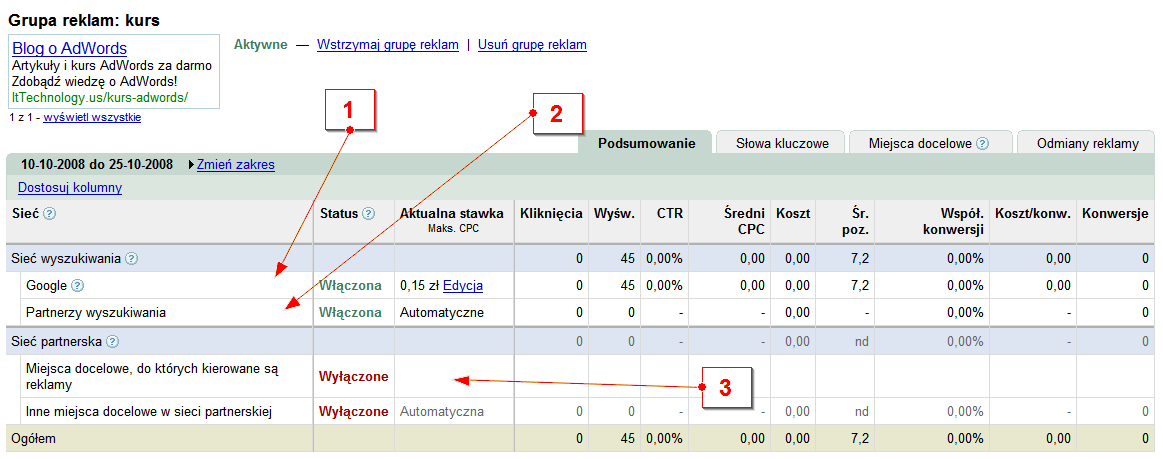 Grupa reklam: kurs
Blog o AdWords
Artykuły i kurs AdWords za darmo
Zdobądź wiedzę o AdWords!
ItTechnology.us/kurs-adwords/
1 z 1 - wyświetl wszystkie
Aktywne — Wstrzymaj grupę reklam | Usuń grupę reklam
1
2
Podsumowanie Słowa kluczowe Miejsca docelowe ? Odmiany reklamy
10-10-2008 do 25-10-2008 Zmień zakres
Dostosuj kolumny
Sieć ? Status ? Aktualna stawka Maks. CPC Kliknięcia Wyśw. CTR Średni CPC Koszt Śr. poz. Współ. konwersji Koszt/konw. Konwersje
Sieć wyszukiwania ? 0 45 0,00% 0,00 0,00 7,2 0,00% 0,00 0
Google ? Włączona 0,15 zł Edycja 0 45 0,00% 0,00 0,00 7,2 0,00% 0,00 0
Partnerzy wyszukiwania Włączona Automatyczne 0 0 - - 0,00 - 0,00% - 0
Sieć partnerska ? 0 0 - - 0,00 nd 0,00% - 0
Miejsca docelowe, do których kierowane są
reklamy Wyłączone
3
Inne miejsca docelowe w sieci partnerskiej Wyłączone Automatyczna 0 0 - - 0,00 nd 0,00% - 0
Ogółem 0 45 0,00% 0,00 0,00 7,2 0,00% 0,00 0